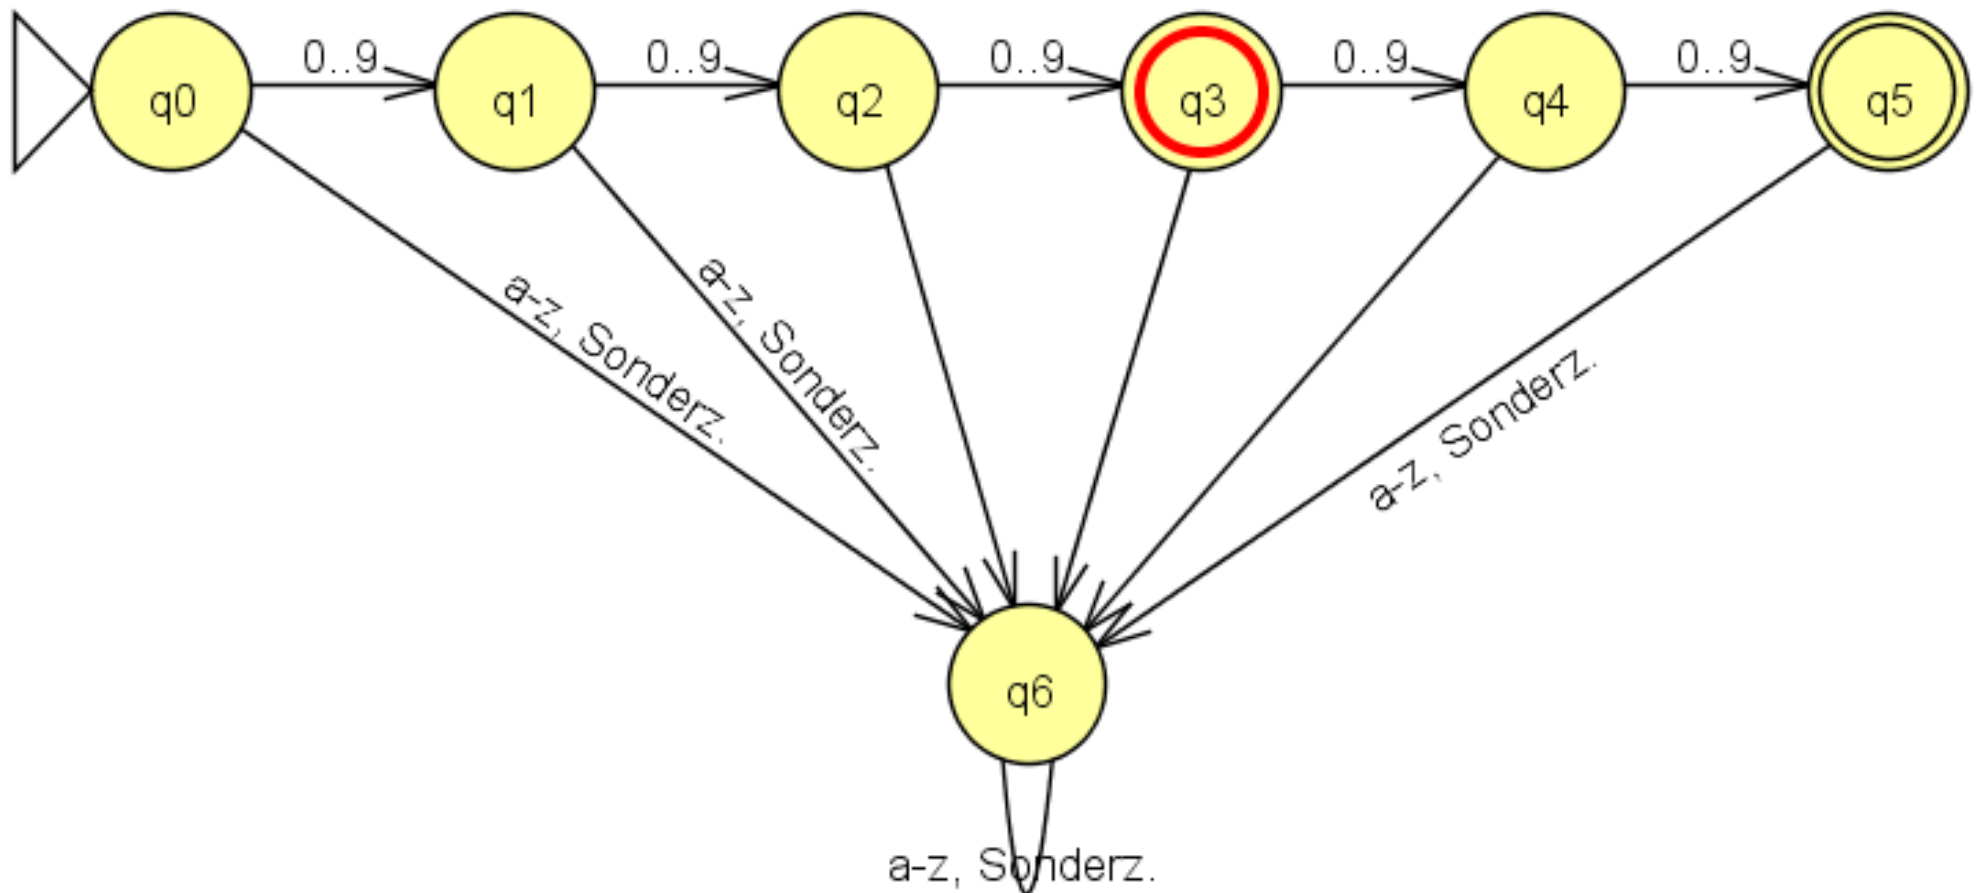 q0
0..9
q1
0..9
q2
0..9
q3
0..9
q4
0..9
q5
a-z, Sonderz.
a-z, Sonderz.
a-z, Sonderz.
q6
a-z, Sonderz.